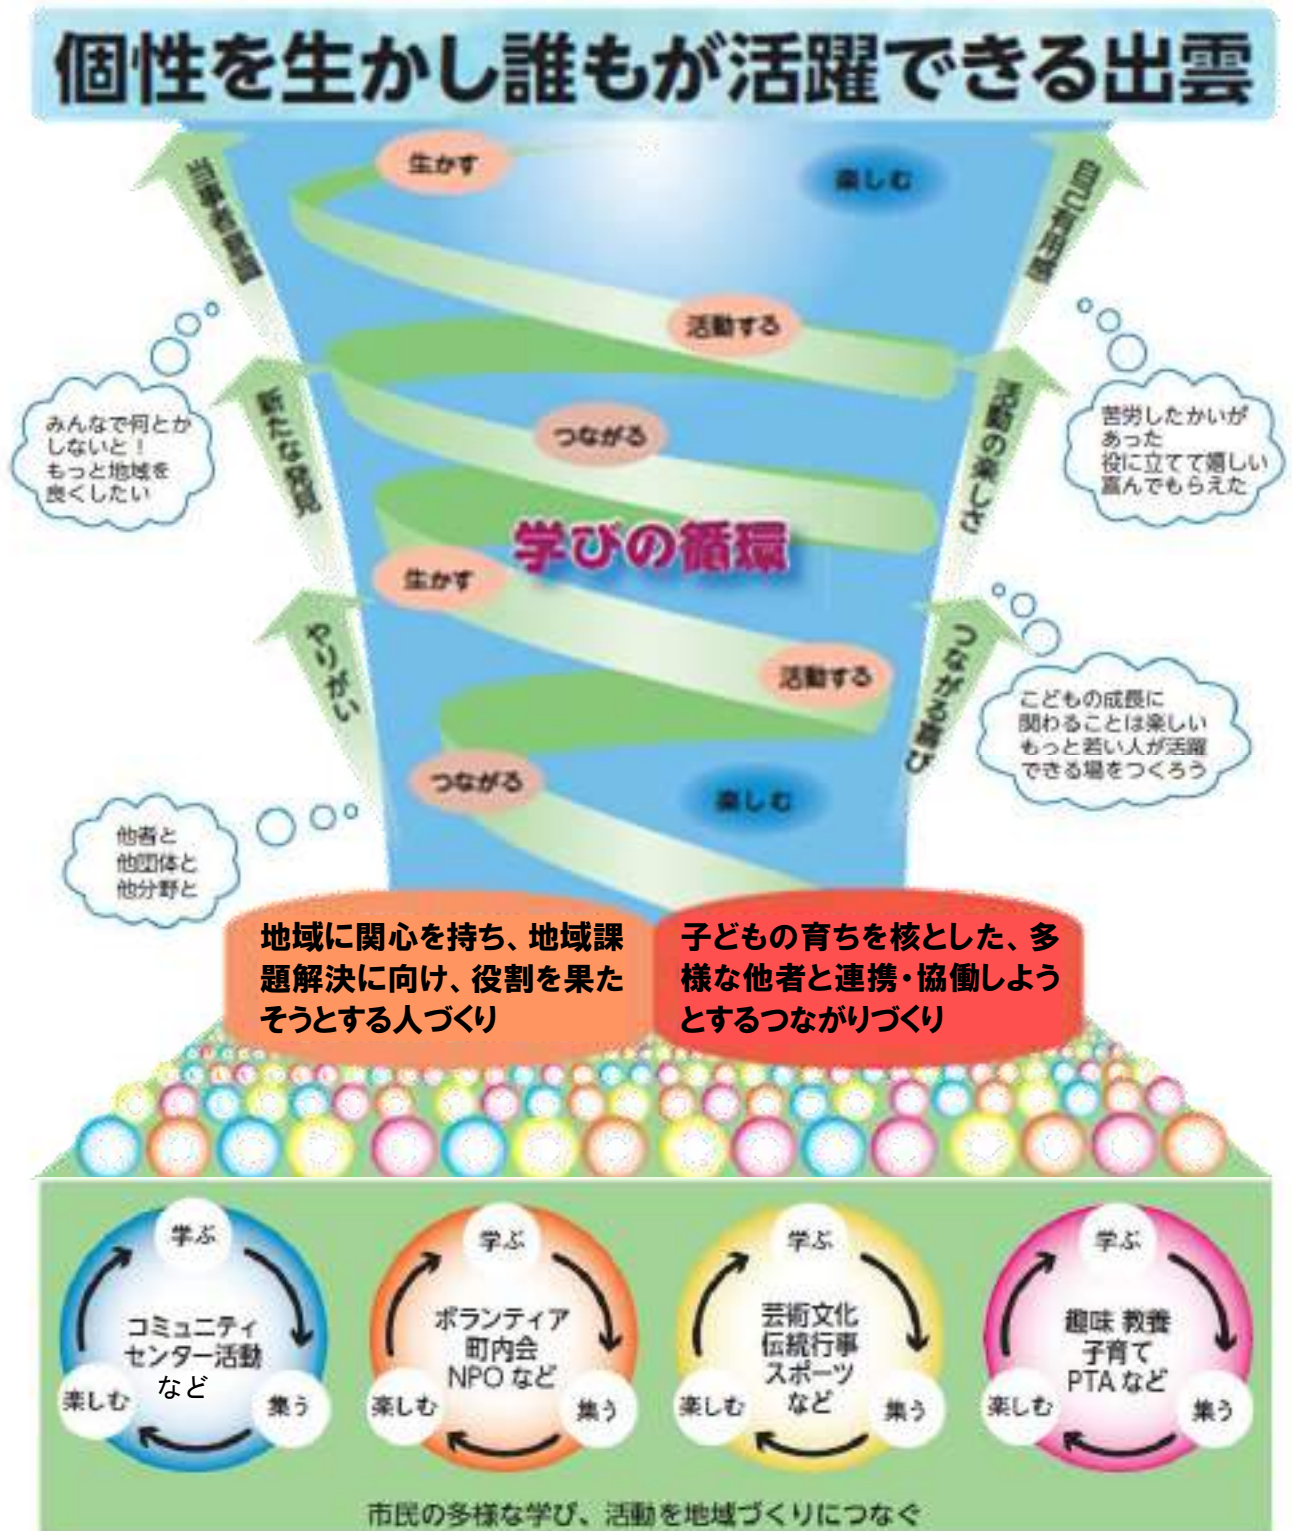 個性を生かし誰もが活躍できる出雲
生かす
楽しむ
当事者意識
自己有用感
活動する
みんなで何とか
しないと！
もっと地域を
良くしたい
新たな発見
つながる
活動の楽しさ
苦労したかいが
あった
役に立てて嬉しい
喜んでもらえた
学びの循環
生かす
やりがい
活動する
つながる喜び
こどもの成長に
関わることは楽しい
もっと若い人が活躍
できる場をつくろう
つながる
楽しむ
他者と
他団体と
他分野と
地域に関心を持ち、地域課
題解決に向け、役割を果た
そうとする人づくり
子どもの育ちを核とした、多
様な他者と連携・協働しよう
とするつながりづくり
学ぶ
コミュニティ
センター活動
など
楽しむ
集う
学ぶ
ボランティア
町内会
NPO など
楽しむ
集う
学ぶ
芸術文化
伝統行事
スポーツ
など
楽しむ
集う
学ぶ
趣味 教養
子育て
PTA など
楽しむ
集う
市民の多様な学び、活動を地域づくりにつなぐ